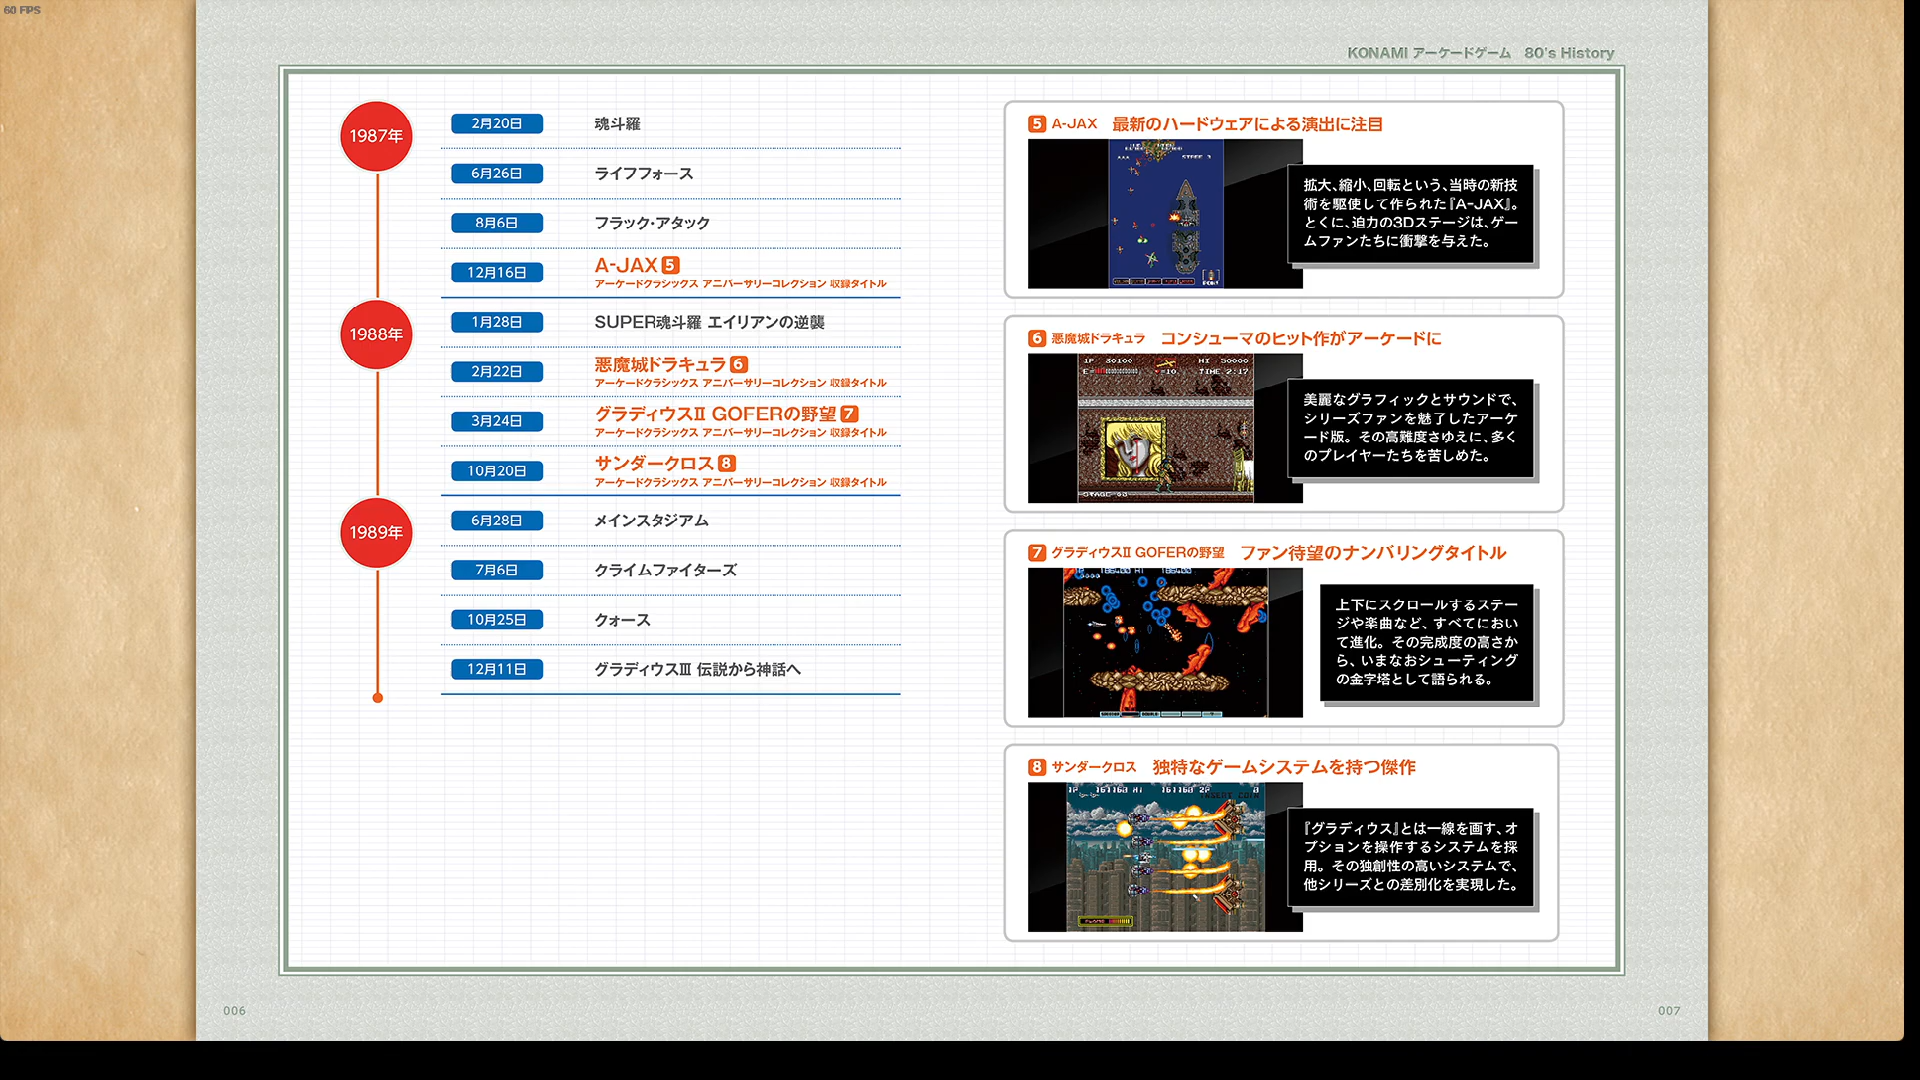 60 FPS
KONAMI アーケードゲーム 80's History
1987年
2月20日 魂斗羅
6月26日 ライフフォース
8月6日 フラック・アタック
12月16日 A-JAX 5
アーケードクラシックス アニバーサリーコレクション 収録タイトル
1988年
1月28日 SUPER魂斗羅 エイリアンの逆襲
2月22日 悪魔城ドラキュラ 6
アーケードクラシックス アニバーサリーコレクション 収録タイトル
3月24日 グラディウスⅡ GOFERの野望 7
アーケードクラシックス アニバーサリーコレクション 収録タイトル
10月20日 サンダークロス 8
アーケードクラシックス アニバーサリーコレクション 収録タイトル
1989年
6月28日 メインスタジアム
7月6日 クライムファイターズ
10月25日 クォース
12月11日 グラディウスⅢ 伝説から神話へ
5 A-JAX 最新のハードウェアによる演出に注目
拡大、縮小、回転という、当時の新技
術を駆使して作られた『A-JAX』。
とくに、迫力の3Dステージは、ゲー
ムファンたちに衝撃を与えた。
6 悪魔城ドラキュラ コンシューマのヒット作がアーケードに
1P 30100 HI 50000
TIME 2:17
美麗なグラフィックとサウンドで、
シリーズファンを魅了したアーケ
ード版。その高難度さゆえに、多く
のプレイヤーたちを苦しめた。
7 グラディウスⅡ GOFERの野望 ファン待望のナンバリングタイトル
上下にスクロールするステー
ジや楽曲など、すべてにおい
て進化。その完成度の高さか
ら、いまなおシューティング
の金字塔として語られる。
8 サンダークロス 独特なゲームシステムを持つ傑作
1P 161160 HI 161160 2P 0
INSERT COIN
『グラディウス』とは一線を画す、オ
プションを操作するシステムを採
用。その独創性の高いシステムで、
他シリーズとの差別化を実現した。
006
007